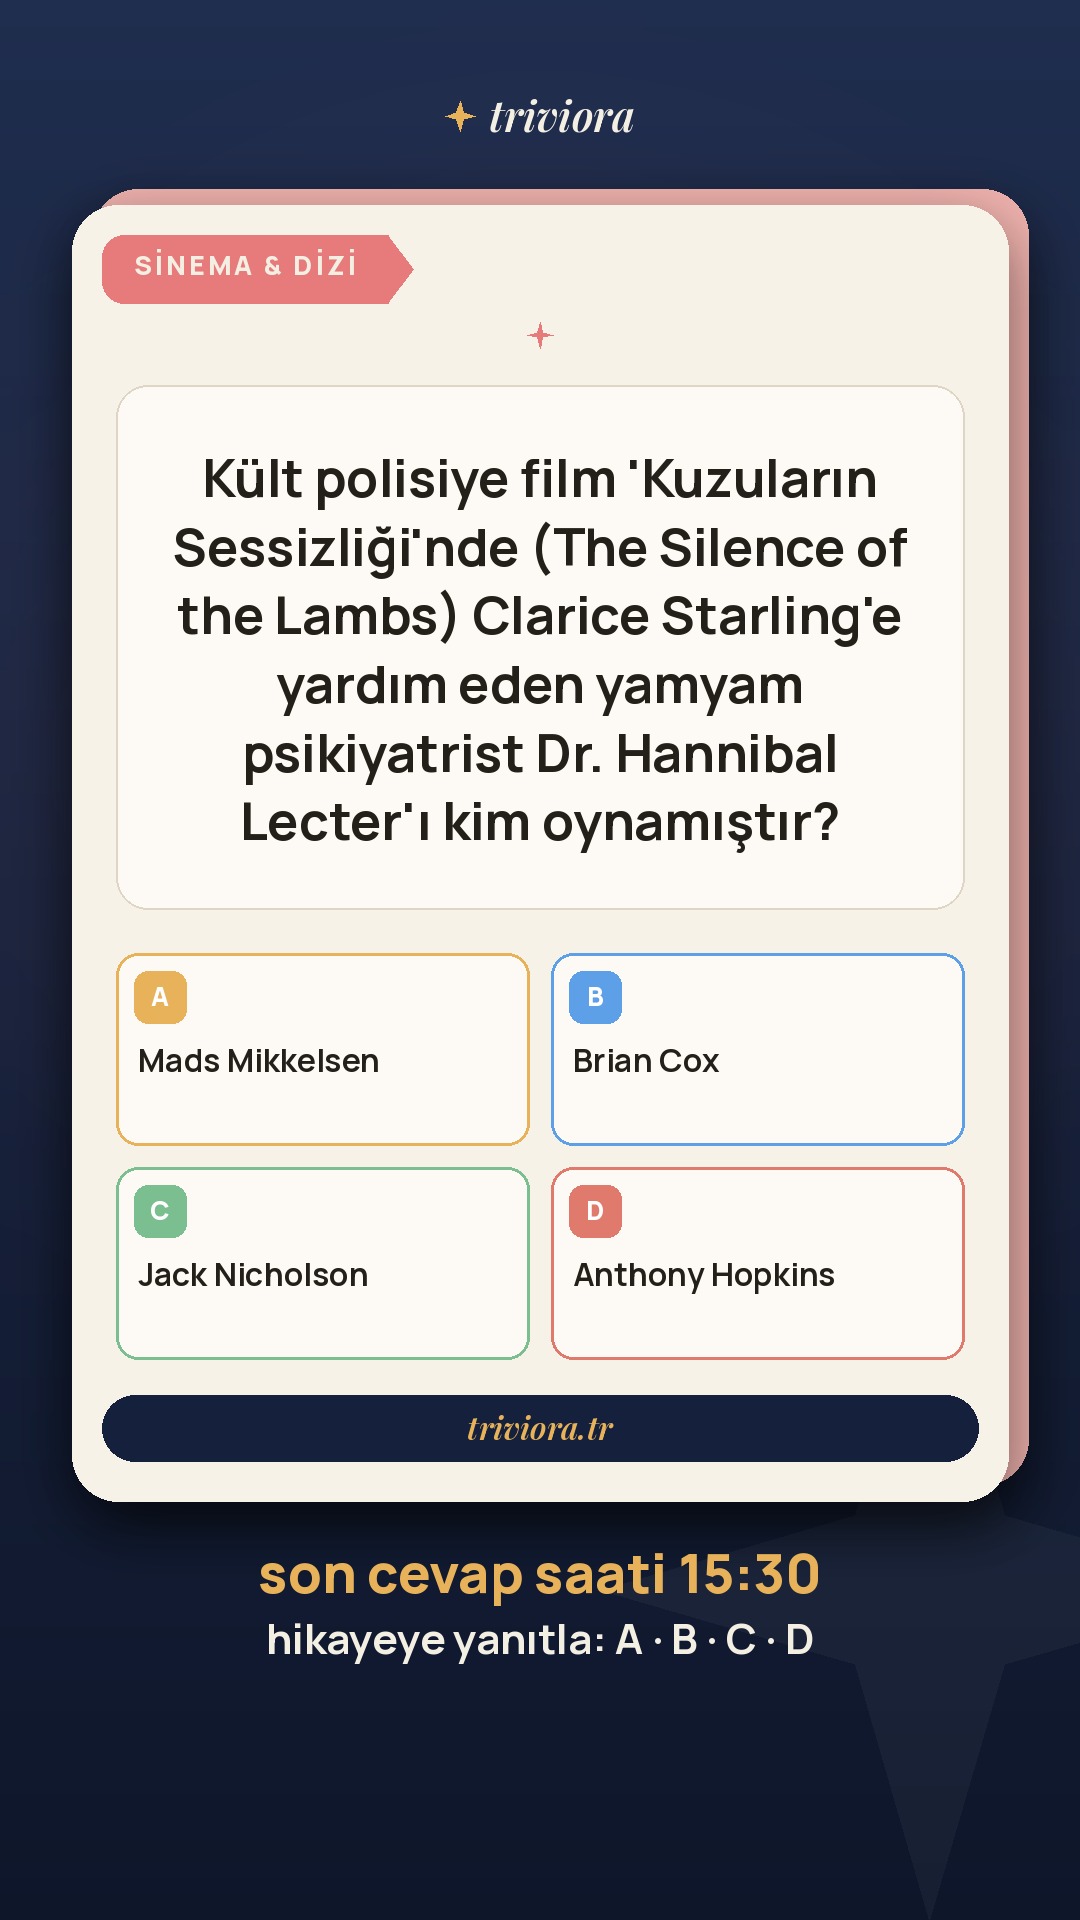 triviora
SİNEMA & DİZİ
Kült polisiye film 'Kuzuların
Sessizliği'nde (The Silence of
the Lambs) Clarice Starling'e
yardım eden yamyam
psikiyatrist Dr. Hannibal
Lecter'ı kim oynamıştır?
A
Mads Mikkelsen
B
Brian Cox
C
Jack Nicholson
D
Anthony Hopkins
triviora.tr
son cevap saati 15:30
hikayeye yanıtla: A · B · C · D